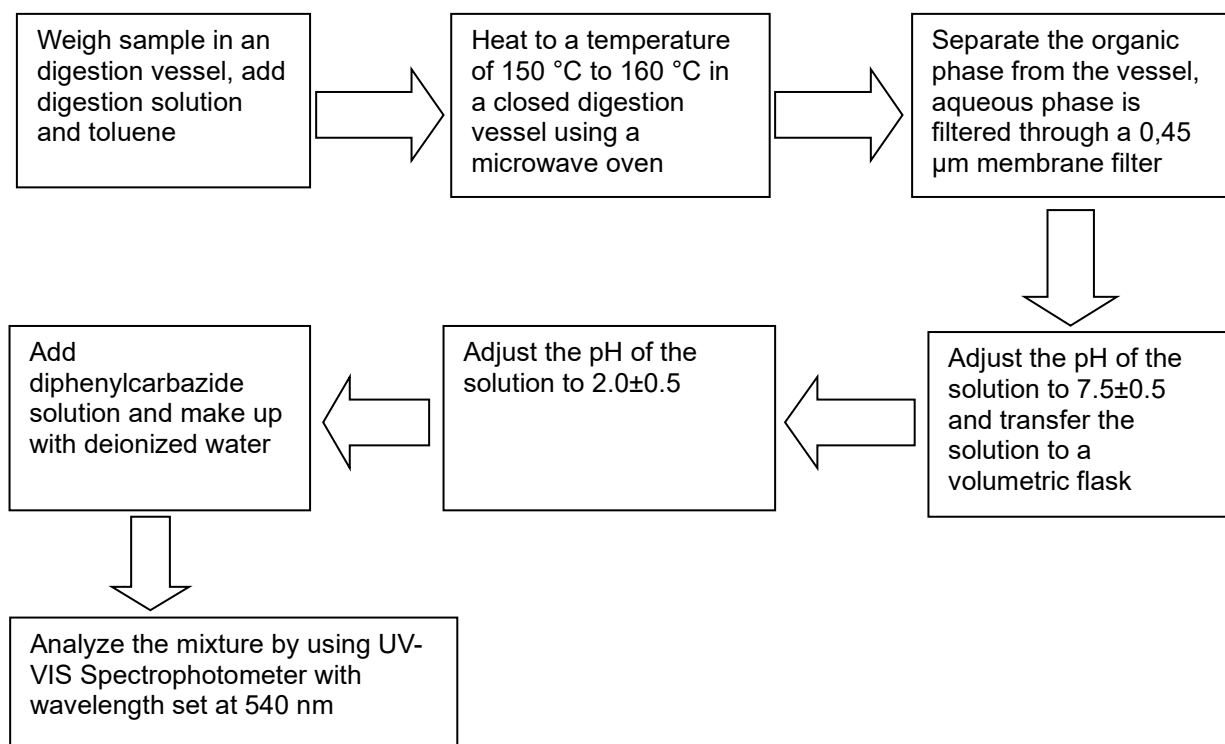 Weigh sample in an
digestion vessel, add
digestion solution
and toluene
Heat to a temperature
of 150 °C to 160 °C in
a closed digestion
vessel using a
microwave oven
Separate the organic
phase from the vessel,
aqueous phase is
filtered through a 0,45
µm membrane filter
Adjust the pH of the
solution to 7.5±0.5
and transfer the
solution to a
volumetric flask
Adjust the pH of the
solution to 2.0±0.5
Add
diphenylcarbazide
solution and make up
with deionized water
Analyze the mixture by using UV-
VIS Spectrophotometer with
wavelength set at 540 nm